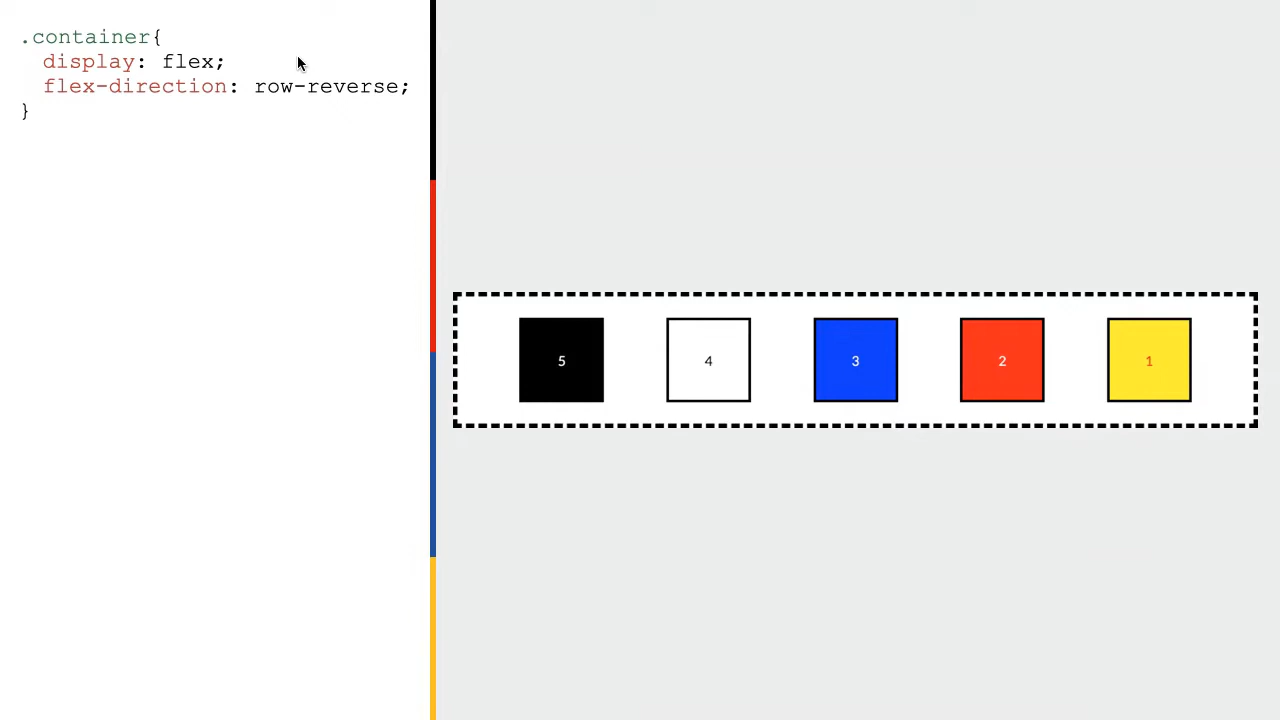 .container{
  display: flex;
  flex-direction: row-reverse;
}
5 4 3 2 1